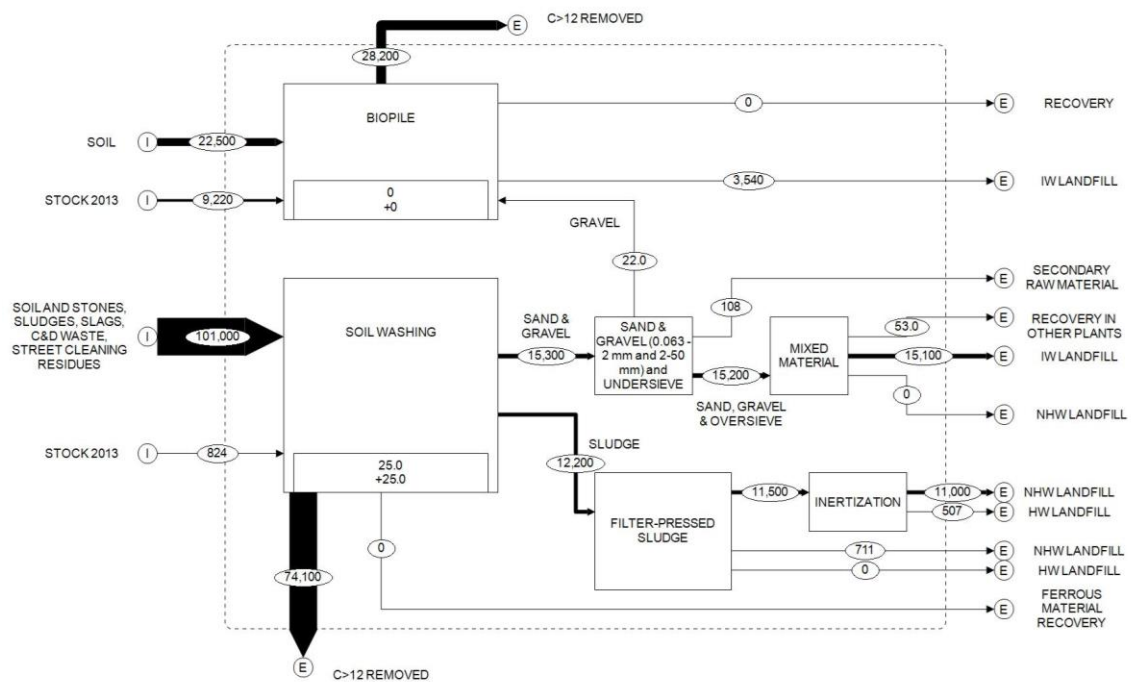 C>12 REMOVED
E
28,200
BIOPILE
0
E
RECOVERY
SOIL
I
22,500
3,540
E
IW LANDFILL
STOCK 2013
I
9,220
0
+0
GRAVEL
22.0
108
E
SECONDARY
RAW MATERIAL
SOIL AND STONES,
SLUDGES, SLAGS,
C&D WASTE,
STREET CLEANING
RESIDUES
I
101,000
SOIL WASHING
SAND &
GRAVEL
15,300
SAND &
GRAVEL (0.063 -
2 mm and 2-50
mm) and
UNDERSIEVE
15,200
SAND, GRAVEL
& OVERSIEVE
MIXED
MATERIAL
53.0
E
RECOVERY IN
OTHER PLANTS
15,100
E
IW LANDFILL
0
E
NHW LANDFILL
STOCK 2013
I
824
25.0
+25.0
SLUDGE
12,200
FILTER-PRESSED
SLUDGE
11,500
INERTIZATION
11,000
E
NHW LANDFILL
507
E
HW LANDFILL
711
E
NHW LANDFILL
0
E
HW LANDFILL
0
E
FERROUS
MATERIAL
RECOVERY
74,100
E
C>12 REMOVED